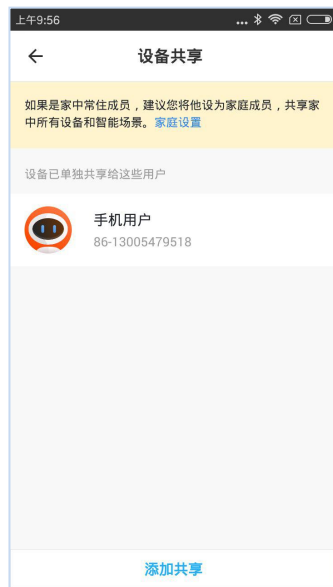 上午9:56
...
设备共享
如果是家中常住成员，建议您将他设为家庭成员，共享家
中所有设备和智能场景。家庭设置
设备已单独共享给这些用户
手机用户
86-13005479518
添加共享